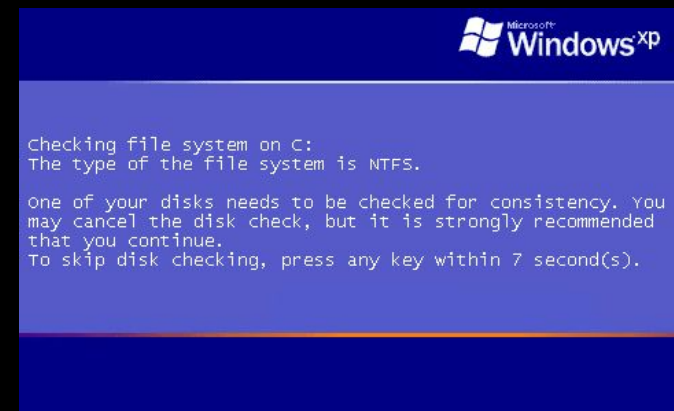 Microsoft
Windows xp
Checking file system on C:
The type of the file system is NTFS.
One of your disks needs to be checked for consistency. You
may cancel the disk check, but it is strongly recommended
that you continue.
To skip disk checking, press any key within 7 second(s).